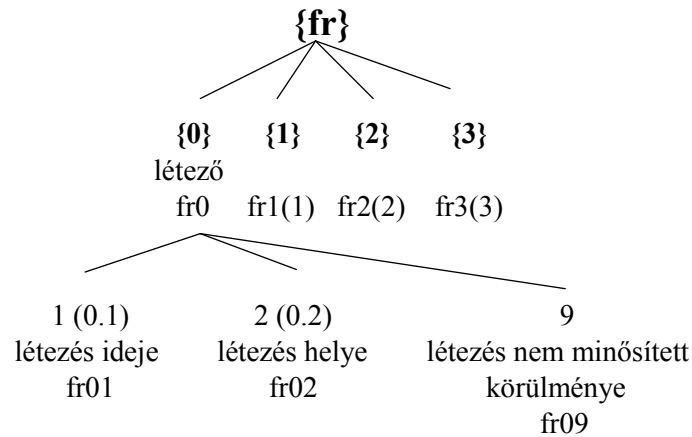 {fr}
{0} {1} {2} {3}
létező
fr0 fr1(1) fr2(2) fr3(3)
1 (0.1) 2 (0.2) 9
létezés ideje létezés helye létezés nem minősített
fr01 fr02 körülménye
fr09